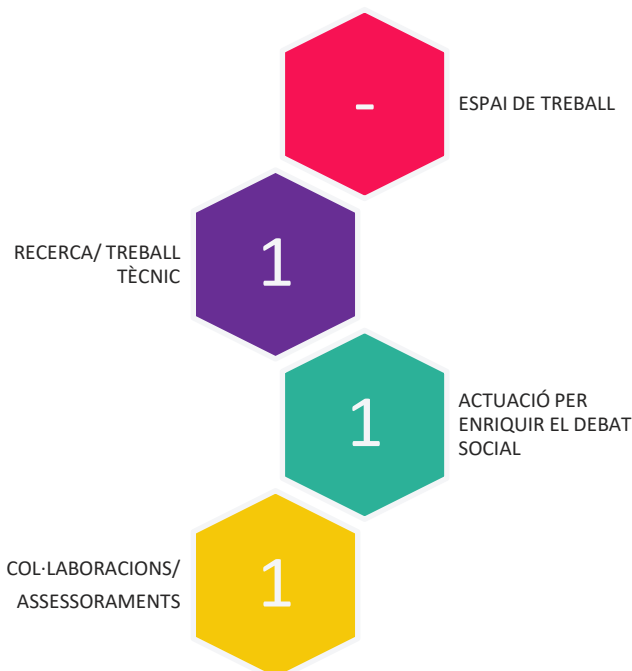 -
ESPAI DE TREBALL
RECERCA/ TREBALL
TÈCNIC
1
1
ACTUACIÓ PER
ENRIQUIR EL DEBAT
SOCIAL
COL·LABORACIONS/
ASSESSORAMENTS
1